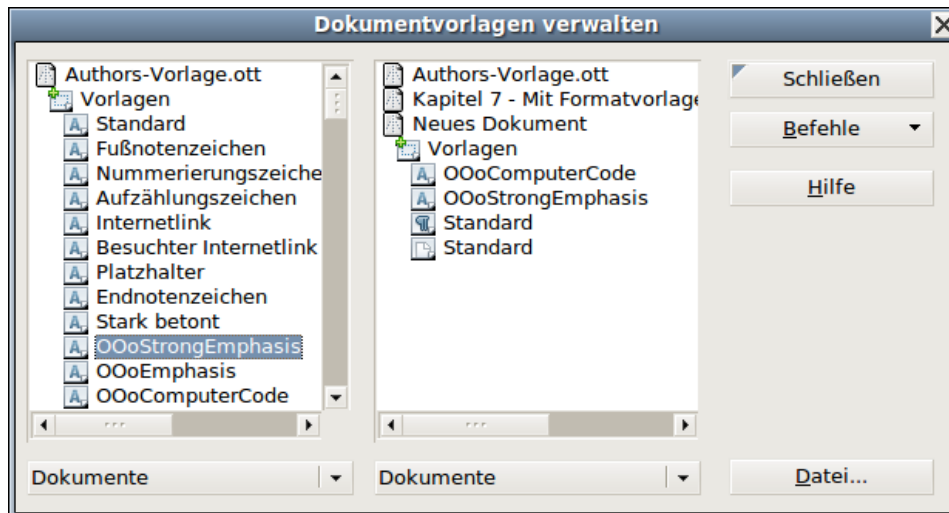 Dokumentvorlagen verwalten
Authors-Vorlage.ott
Vorlagen
Standard
Fußnotenzeichen
Nummerierungszeiche
Aufzählungszeichen
Internetlink
Besuchter Internetlink
Platzhalter
Endnotenzeichen
Stark betont
OOoStrongEmphasis
OOoEmphasis
OOoComputerCode
Dokumente
Authors-Vorlage.ott
Kapitel 7 - Mit Formatvorlage
Neues Dokument
Vorlagen
OOoComputerCode
OOoStrongEmphasis
Standard
Standard
Dokumente
Schließen
Befehle
Hilfe
Datei...